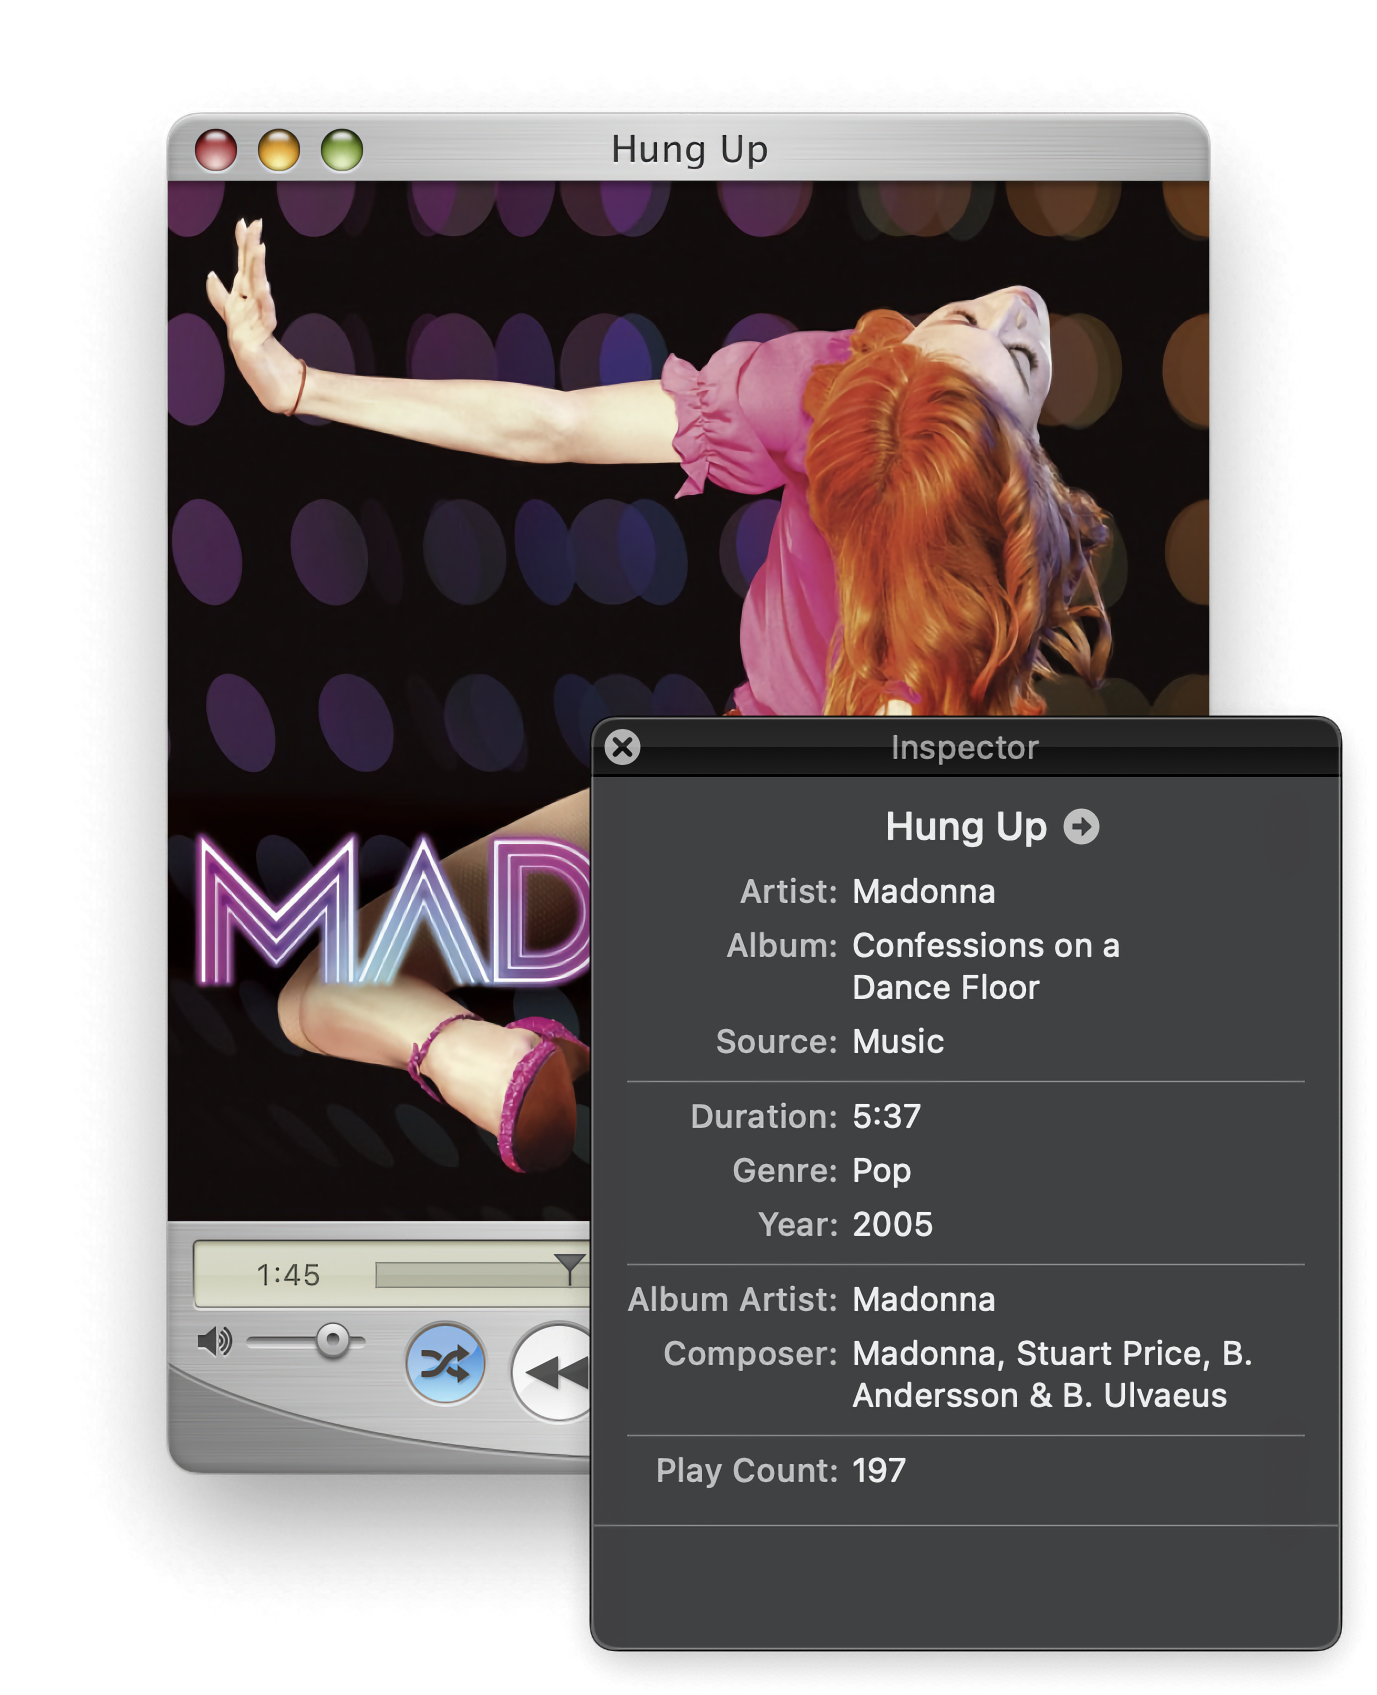 Hung Up
MAD
1:45
Inspector
Hung Up
Artist: Madonna
Album: Confessions on a
Dance Floor
Source: Music
Duration: 5:37
Genre: Pop
Year: 2005
Album Artist: Madonna
Composer: Madonna, Stuart Price, B.
Andersson & B. Ulvaeus
Play Count: 197